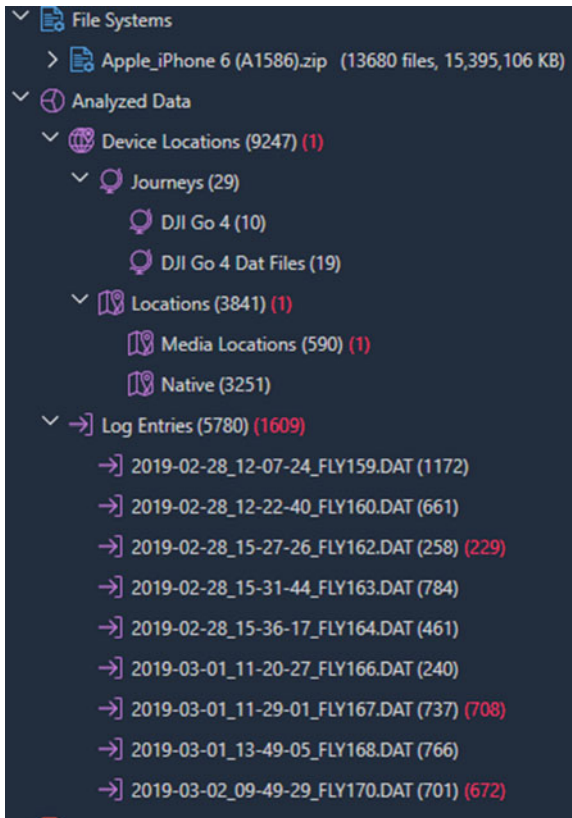 File Systems
Apple_iPhone 6 (A1586).zip (13680 files, 15,395,106 KB)
Analyzed Data
Device Locations (9247) (1)
Journeys (29)
DJI Go 4 (10)
DJI Go 4 Dat Files (19)
Locations (3841) (1)
Media Locations (590) (1)
Native (3251)
Log Entries (5780) (1609)
2019-02-28_12-07-24_FLY159.DAT (1172)
2019-02-28_12-22-40_FLY160.DAT (661)
2019-02-28_15-27-26_FLY162.DAT (258) (229)
2019-02-28_15-31-44_FLY163.DAT (784)
2019-02-28_15-36-17_FLY164.DAT (461)
2019-03-01_11-20-27_FLY166.DAT (240)
2019-03-01_11-29-01_FLY167.DAT (737) (708)
2019-03-01_13-49-05_FLY168.DAT (766)
2019-03-02_09-49-29_FLY170.DAT (701) (672)